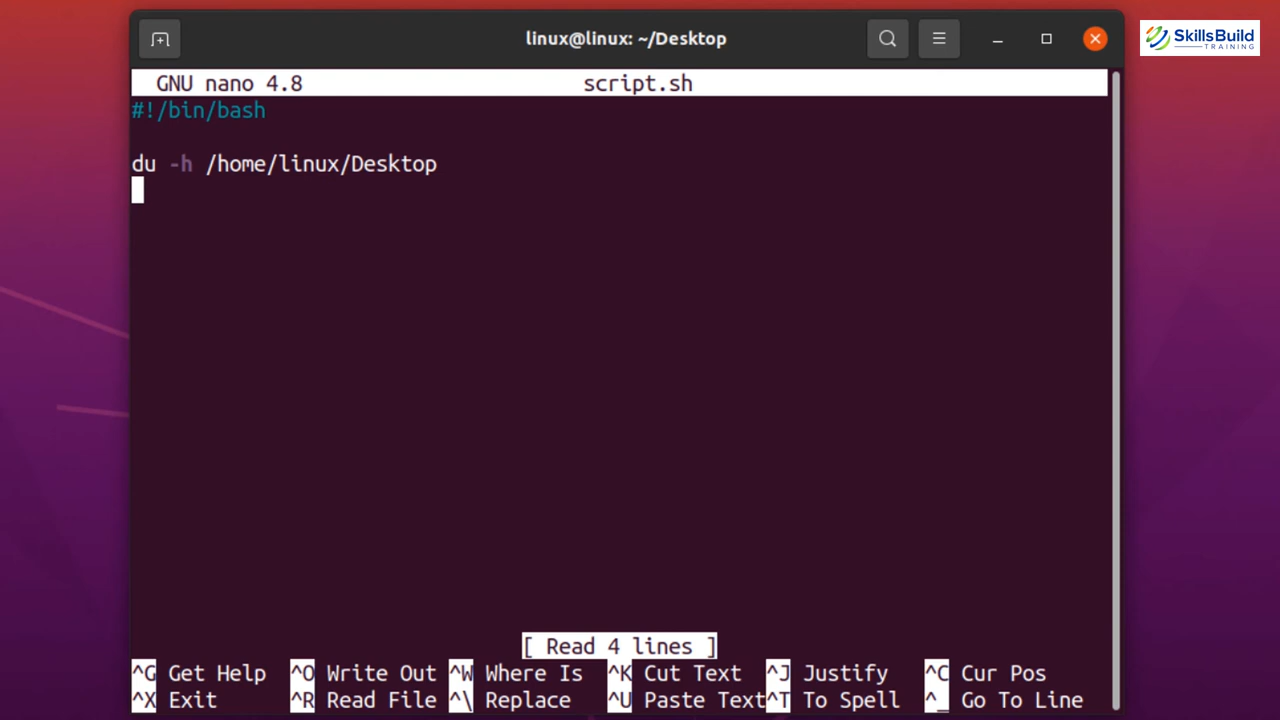 linux@linux: ~/Desktop
SkillsBuild
TRAINING
GNU nano 4.8 script.sh
#!/bin/bash
du -h /home/linux/Desktop
[ Read 4 lines ]
^G Get Help ^O Write Out ^W Where Is ^K Cut Text ^J Justify ^C Cur Pos
^X Exit ^R Read File ^\ Replace ^U Paste Text ^T To Spell ^_ Go To Line